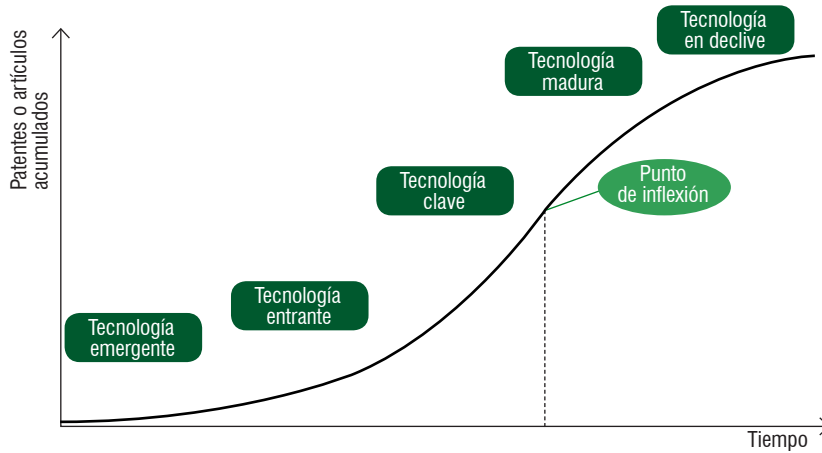 Patentes o artículos
acumulados
Tecnología
emergente
Tecnología
entrante
Tecnología
clave
Tecnología
madura
Tecnología
en declive
Punto
de inflexión
Tiempo